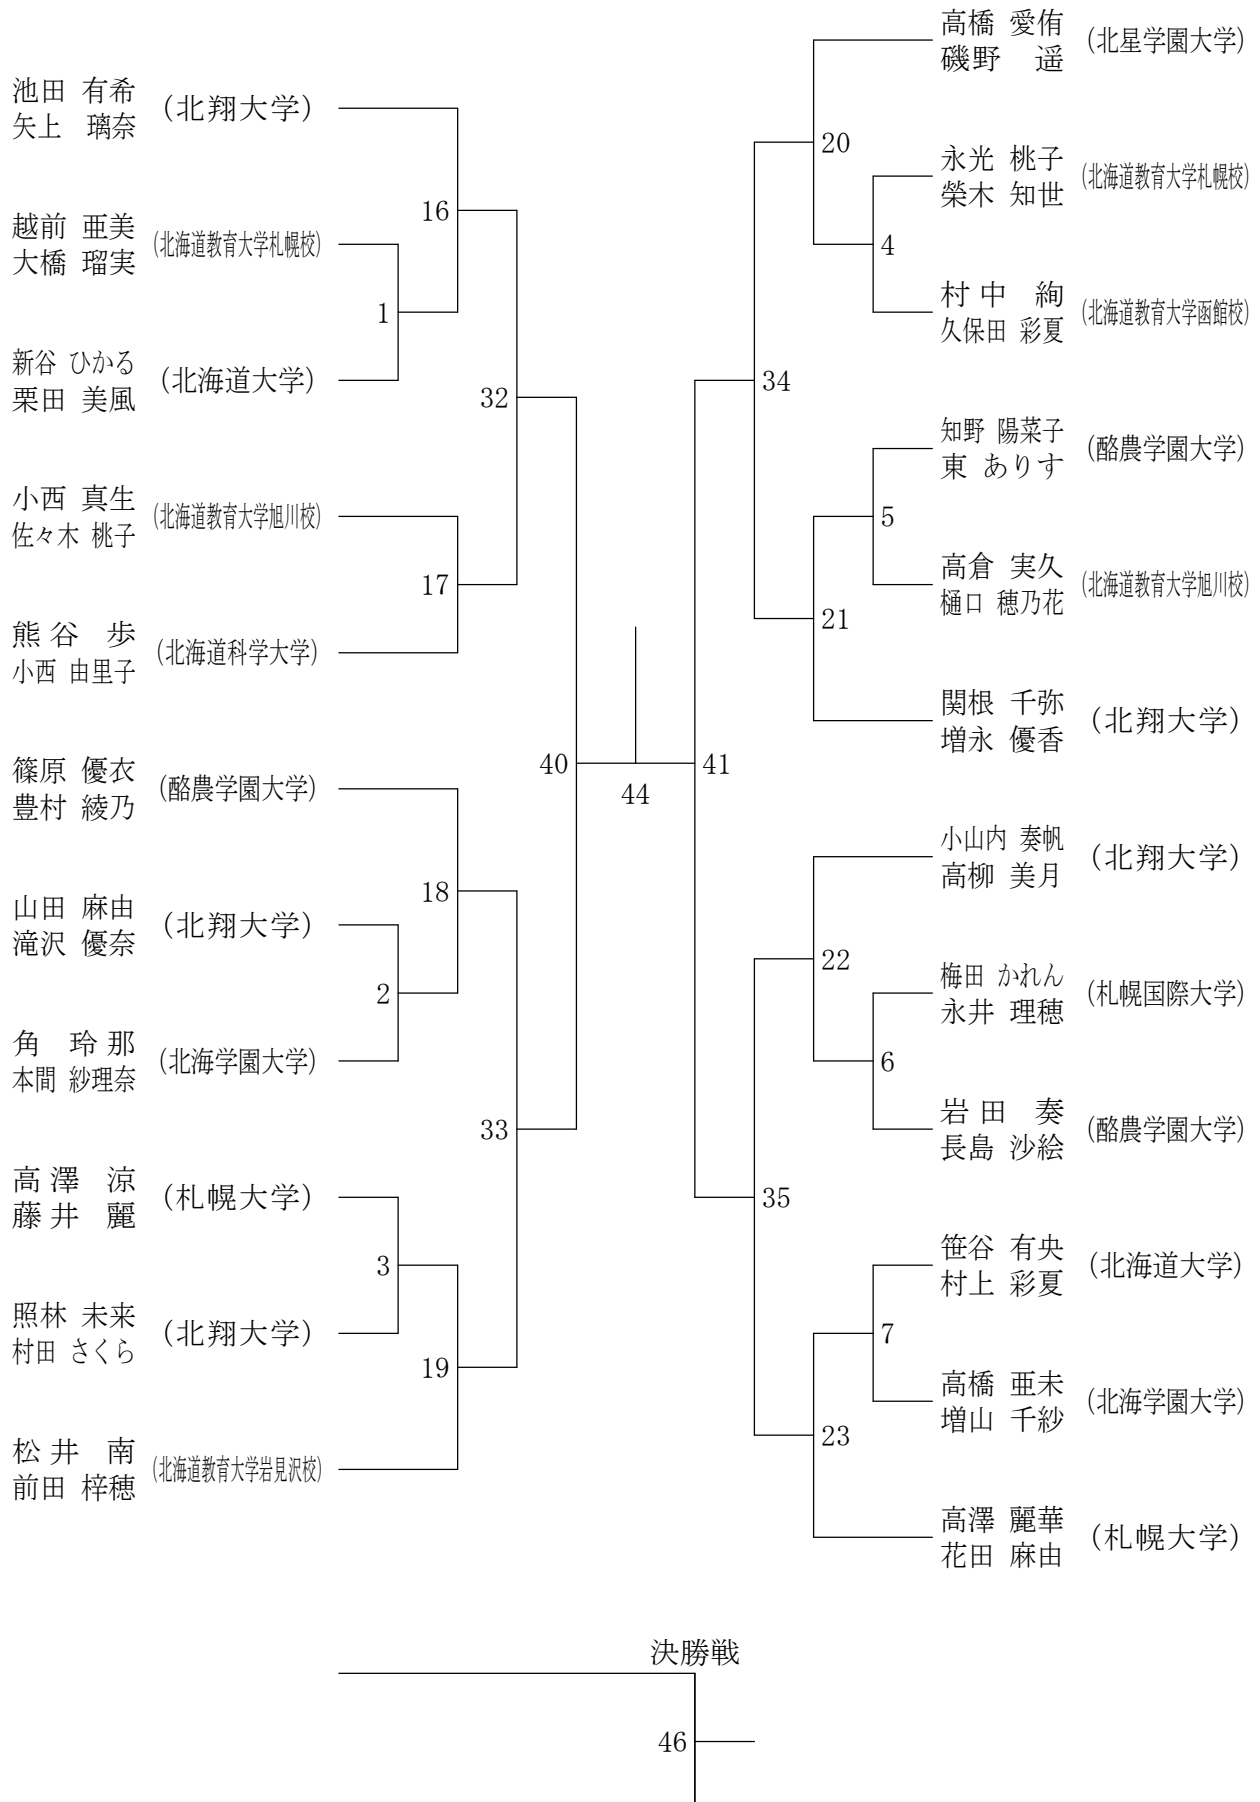 池田 有希
矢上 璃奈
(北翔大学)
越前 亜美
大橋 瑠実
(北海道教育大学札幌校)
新谷 ひかる
栗田 美風
(北海道大学)
小西 真生
佐々木 桃子
(北海道教育大学旭川校)
熊谷 歩
小西 由里子
(北海道科学大学)
篠原 優衣
豊村 綾乃
(酪農学園大学)
山田 麻由
滝沢 優奈
(北翔大学)
角 玲那
本間 紗理奈
(北海学園大学)
高澤 涼
藤井 麗
(札幌大学)
照林 未来
村田 さくら
(北翔大学)
松井 南
前田 梓穂
(北海道教育大学岩見沢校)
16
1
32
17
40
18
2
33
3
19
44
41
34
20
4
5
21
22
6
35
7
23
高橋 愛侑
磯野 遥
(北星学園大学)
永光 桃子
榮木 知世
(北海道教育大学札幌校)
村中 絢
久保田 彩夏
(北海道教育大学函館校)
知野 陽菜子
東 ありす
(酪農学園大学)
高倉 実久
樋口 穂乃花
(北海道教育大学旭川校)
関根 千弥
増永 優香
(北翔大学)
小山内 奏帆
高柳 美月
(北翔大学)
梅田 かれん
永井 理穂
(札幌国際大学)
岩田 奏
長島 沙絵
(酪農学園大学)
笹谷 有央
村上 彩夏
(北海道大学)
高橋 亜未
増山 千紗
(北海学園大学)
高澤 麗華
花田 麻由
(札幌大学)
決勝戦
46